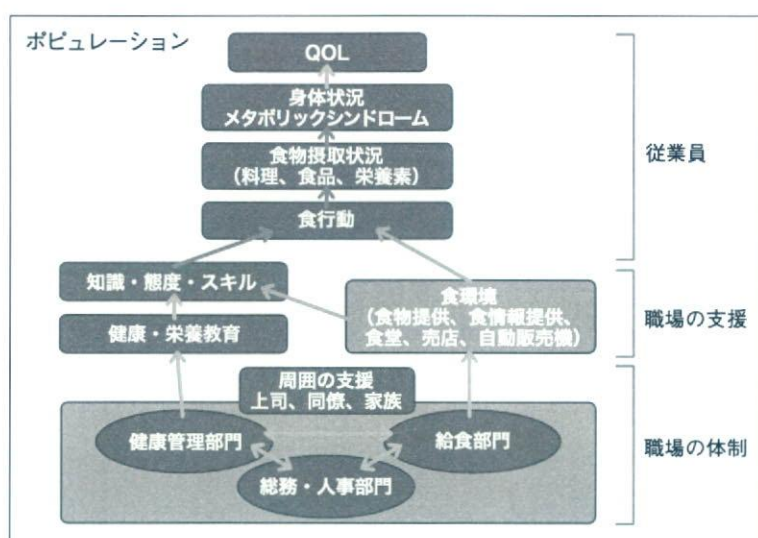 ポピュレーション
QOL
身体状況
メタボリックシンドローム
食物摂取状況
（料理、食品、栄養素）
食行動
従業員
知識・態度・スキル
健康・栄養教育
食環境
（食物提供、食情報提供、
食堂、売店、自動販売機）
職場の支援
周囲の支援
上司、同僚、家族
健康管理部門
給食部門
総務・人事部門
職場の体制